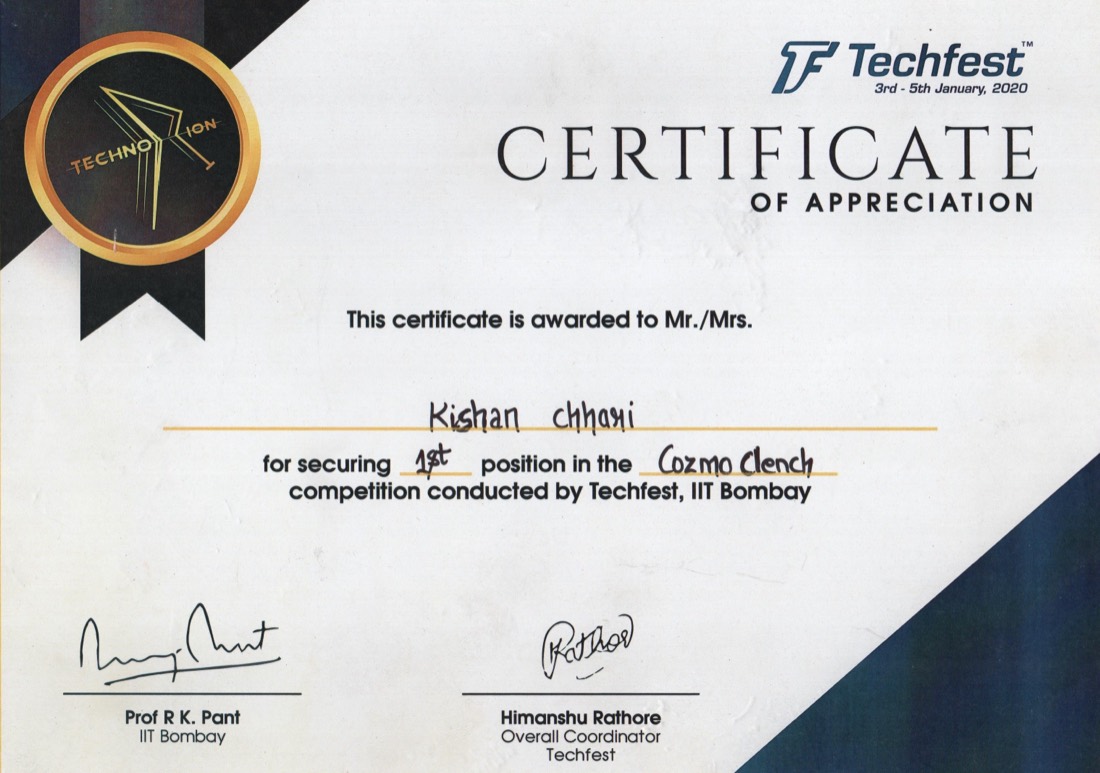 TECHNORION
Techfest™
3rd - 5th January, 2020
CERTIFICATE
OF APPRECIATION
This certificate is awarded to Mr./Mrs.
Kishan Chhari
for securing 1st position in the Cozmo Clench
competition conducted by Techfest, IIT Bombay
Rathore
Prof R K. Pant
IIT Bombay
Himanshu Rathore
Overall Coordinator
Techfest